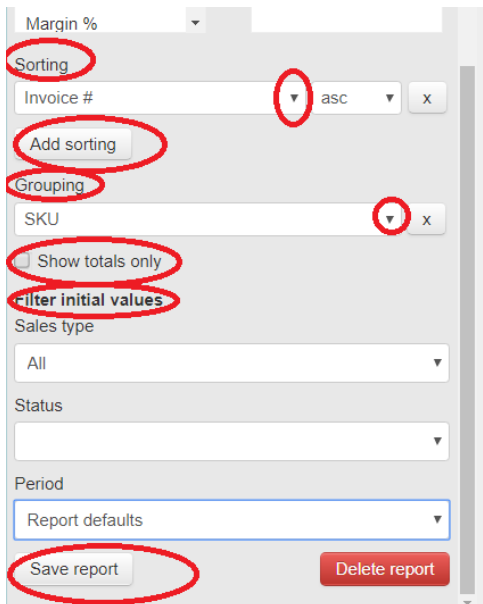 Margin %
Sorting
Invoice # asc x
Add sorting
Grouping
SKU x
Show totals only
Filter initial values
Sales type
All
Status
Period
Report defaults
Save report Delete report